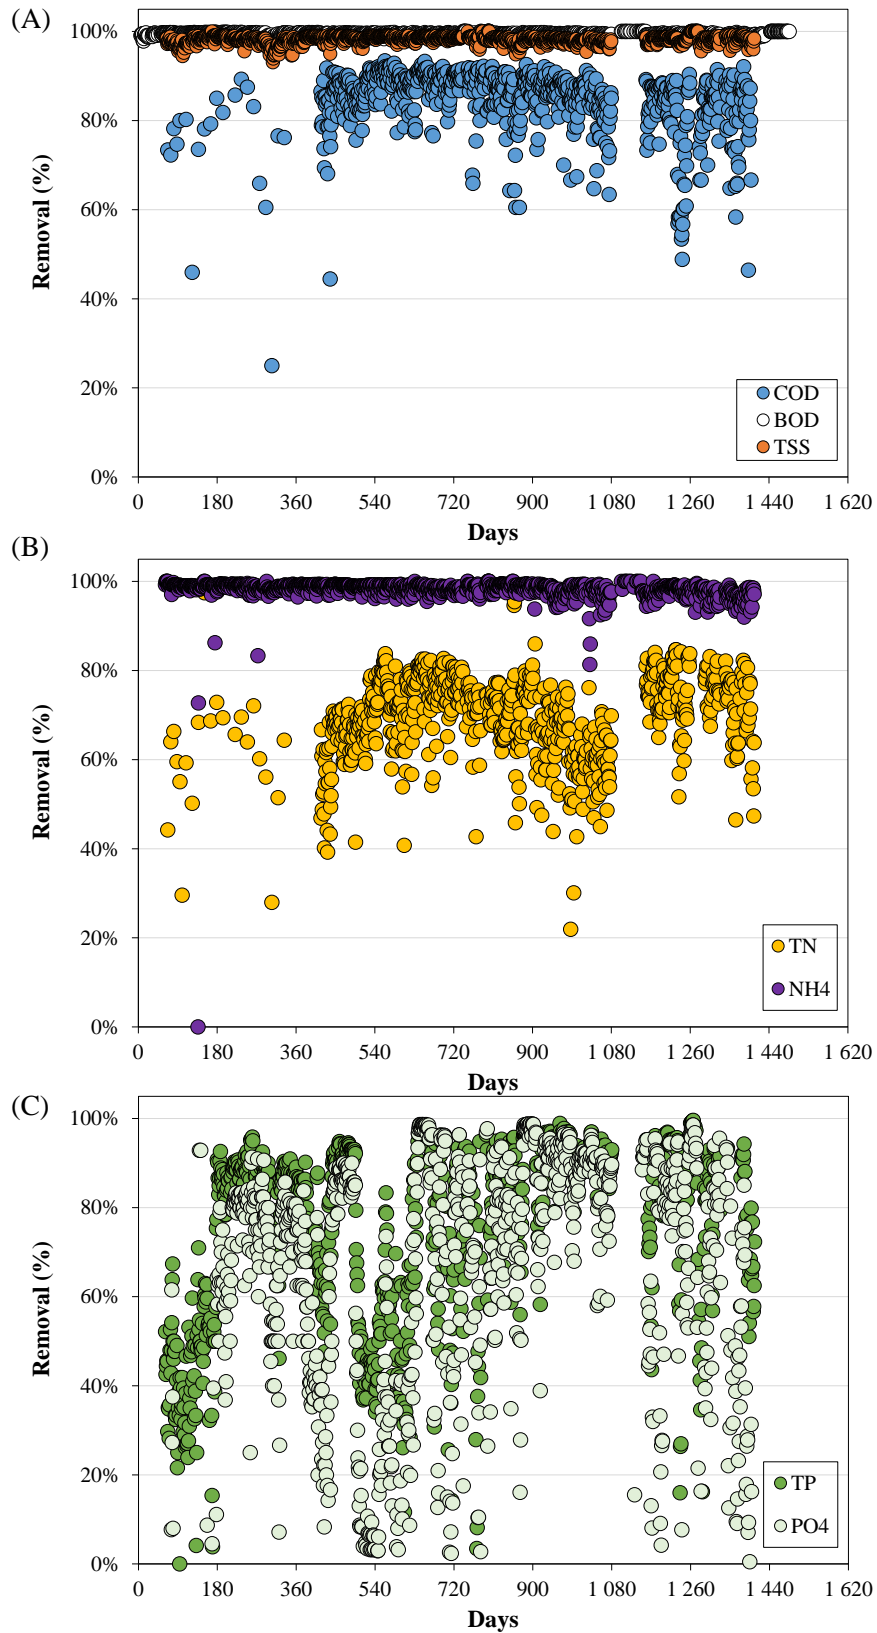 (A)
Removal (%)
100%
80%
60%
40%
20%
0%
COD
BOD
TSS
0 180 360 540 720 900 1 080 1 260 1 440 1 620
Days
(B)
Removal (%)
100%
80%
60%
40%
20%
0%
TN
NH4
0 180 360 540 720 900 1 080 1 260 1 440 1 620
Days
(C)
Removal (%)
100%
80%
60%
40%
20%
0%
TP
PO4
0 180 360 540 720 900 1 080 1 260 1 440 1 620
Days